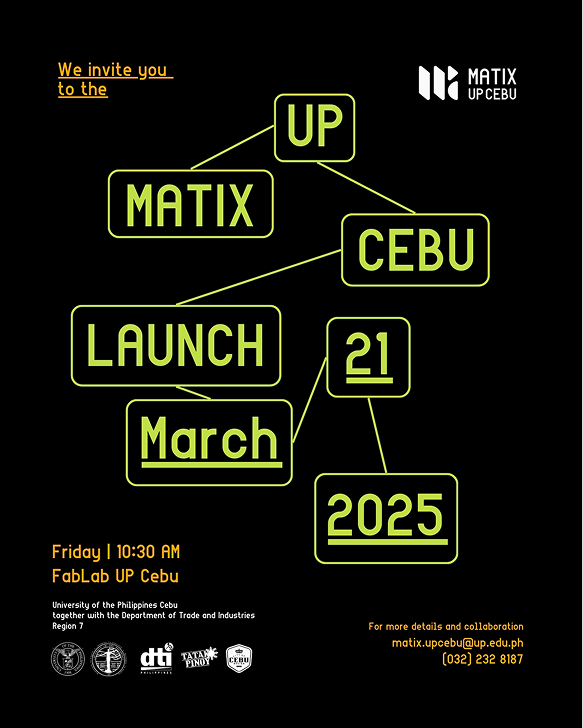 We invite you
to the
MATIX
UP CEBU
UP
MATIX
CEBU
LAUNCH
21
March
2025
Friday | 10:30 AM
FabLab UP Cebu
University of the Philippines Cebu
together with the Department of Trade and Industries
Region 7
For more details and collaboration
matix.upcebu@up.edu.ph
(032) 232 8187
dti
PHILIPPINES
TATAK
PINOY
CEBU